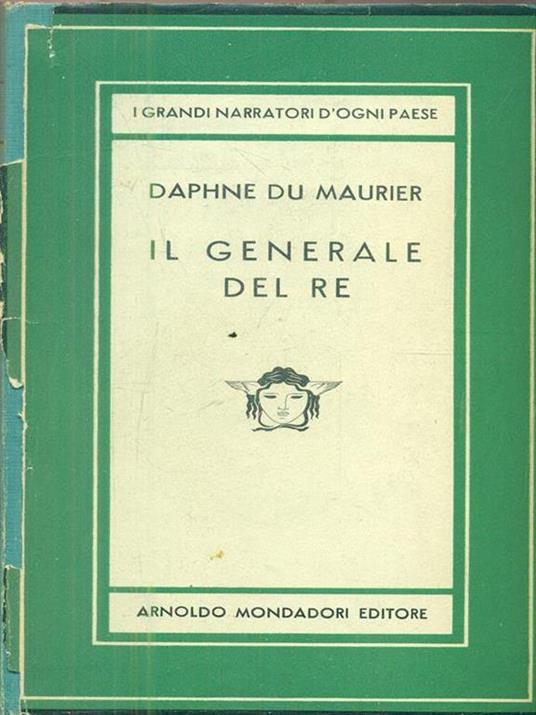 I GRANDI NARRATORI D'OGNI PAESE
DAPHNE DU MAURIER
IL GENERALE
DEL RE
ARNOLDO MONDADORI EDITORE